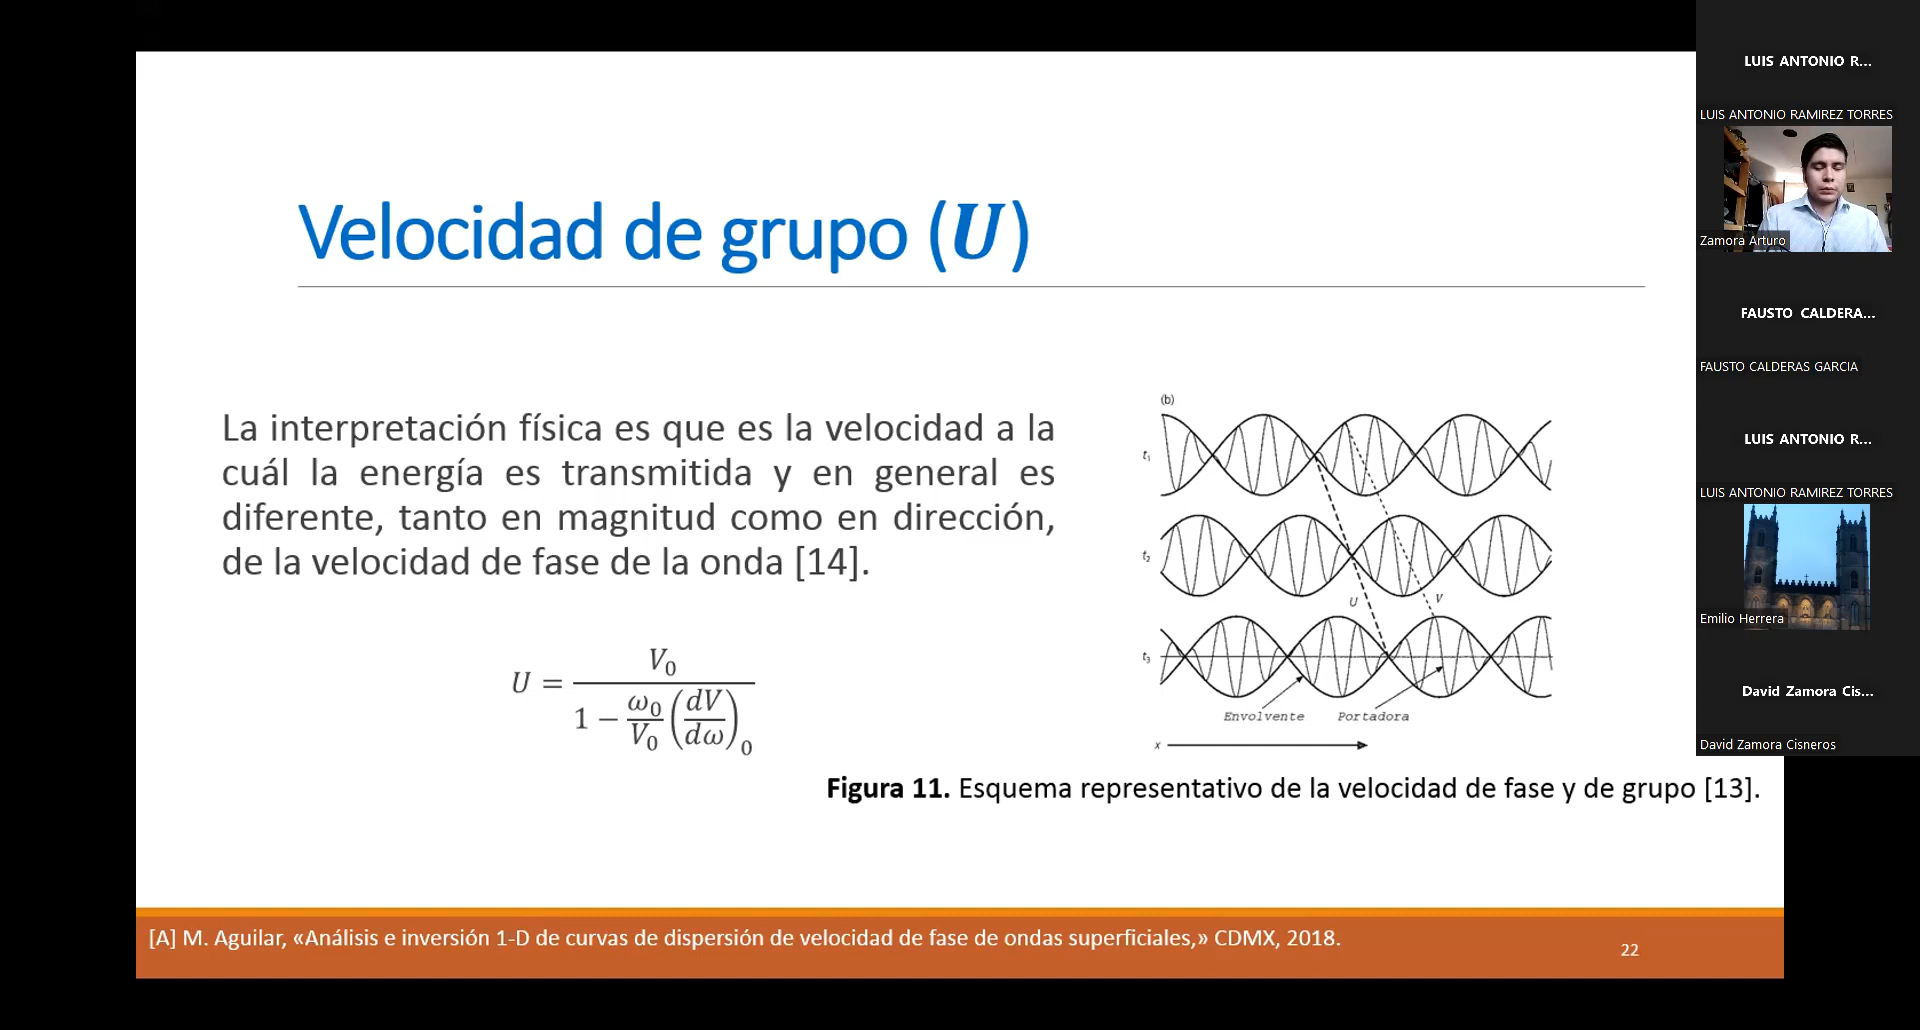 Velocidad de grupo (U)
La interpretación física es que es la velocidad a la
cuál la energía es transmitida y en general es
diferente, tanto en magnitud como en dirección,
de la velocidad de fase de la onda [14].
U = V₀ / (1 − (ω₀/V₀)(dV/dω)₀)
(b)
t₁
t₂
U V
t₃
Envolvente Portadora
x
Figura 11. Esquema representativo de la velocidad de fase y de grupo [13].
[A] M. Aguilar, «Análisis e inversión 1-D de curvas de dispersión de velocidad de fase de ondas superficiales,» CDMX, 2018.
22
LUIS ANTONIO R...
LUIS ANTONIO RAMIREZ TORRES
Zamora Arturo
FAUSTO CALDERA...
FAUSTO CALDERAS GARCIA
LUIS ANTONIO R...
LUIS ANTONIO RAMIREZ TORRES
Emilio Herrera
David Zamora Cis...
David Zamora Cisneros